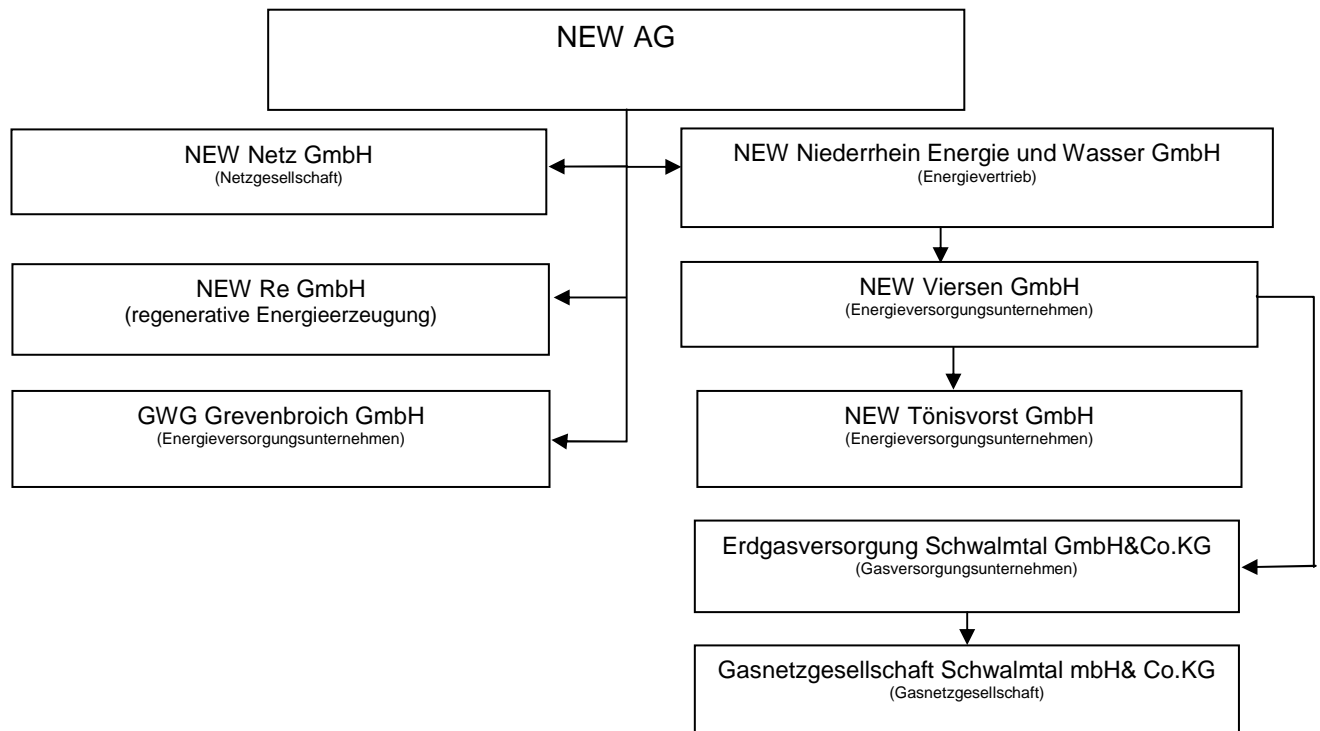 NEW AG
NEW Netz GmbH
(Netzgesellschaft)
NEW Niederrhein Energie und Wasser GmbH
(Energievertrieb)
NEW Re GmbH
(regenerative Energieerzeugung)
NEW Viersen GmbH
(Energieversorgungsunternehmen)
GWG Grevenbroich GmbH
(Energieversorgungsunternehmen)
NEW Tönisvorst GmbH
(Energieversorgungsunternehmen)
Erdgasversorgung Schwalmtal GmbH&Co.KG
(Gasversorgungsunternehmen)
Gasnetzgesellschaft Schwalmtal mbH& Co.KG
(Gasnetzgesellschaft)